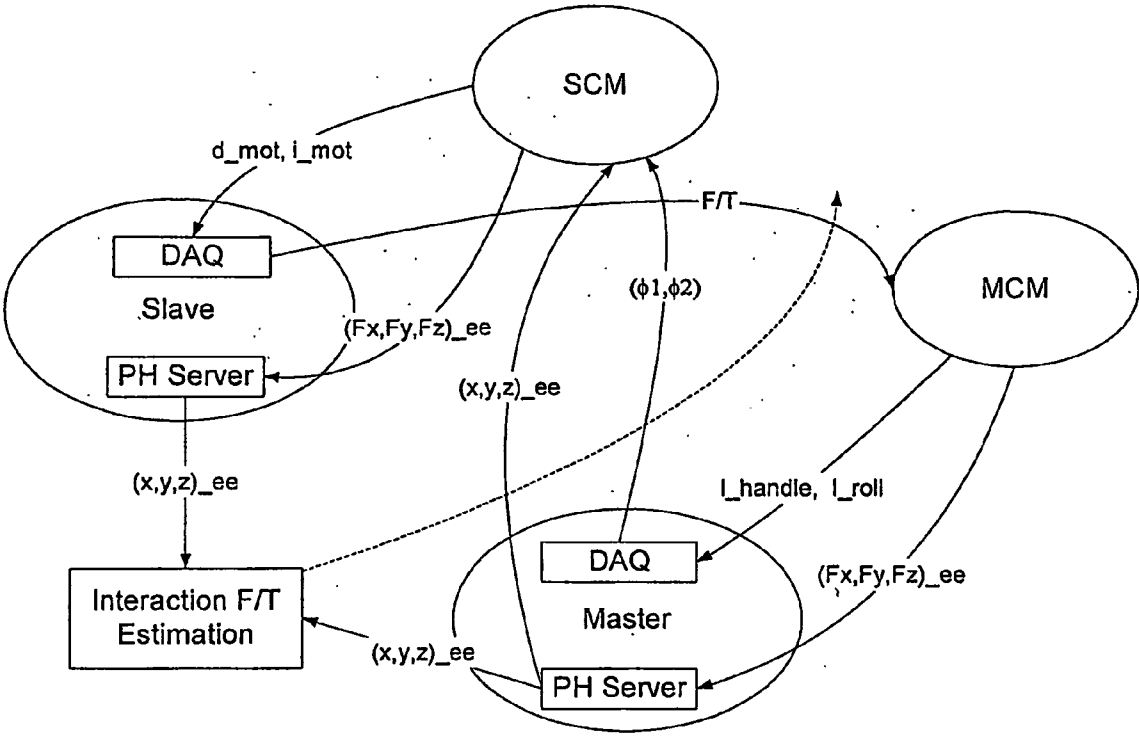 SCM
d_mot, i_mot
F/T
DAQ
Slave
MCM
(ϕ1,ϕ2)
(Fx,Fy,Fz)_ee
PH Server
(x,y,z)_ee
(x,y,z)_ee
I_handle, I_roll
DAQ
(Fx,Fy,Fz)_ee
Interaction F/T
Estimation
Master
(x,y,z)_ee
PH Server